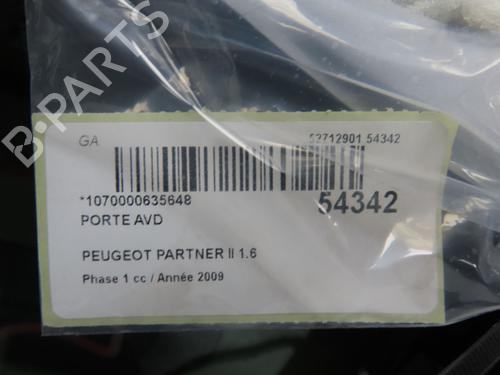 B-PARTS
GA
52712901 54342
*1070000635648
54342
PORTE AVD
PEUGEOT PARTNER II 1.6
Phase 1 cc / Année 2009